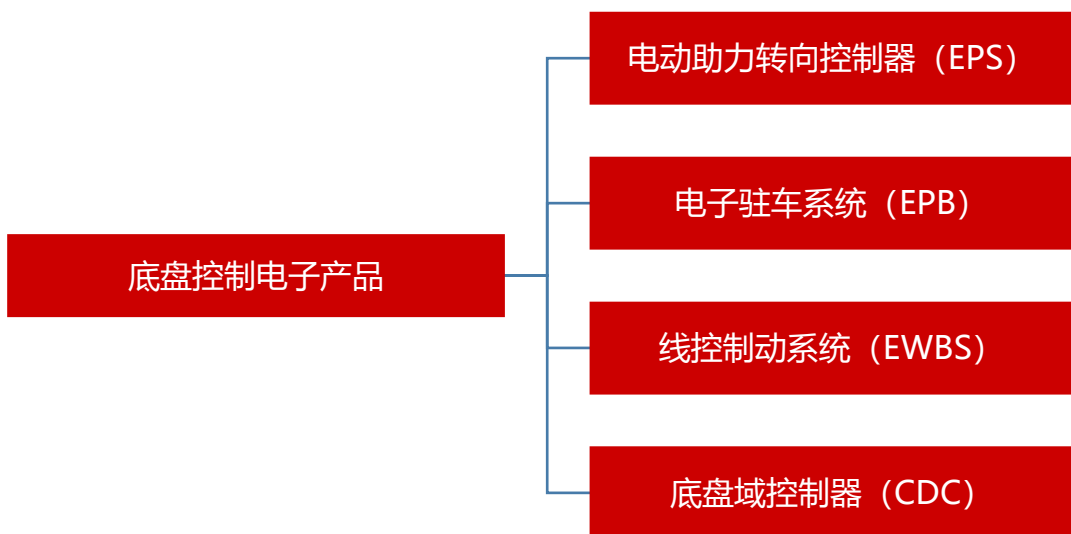 电动助力转向控制器（EPS）
电子驻车系统（EPB）
底盘控制电子产品
线控制动系统（EWBS）
底盘域控制器（CDC）